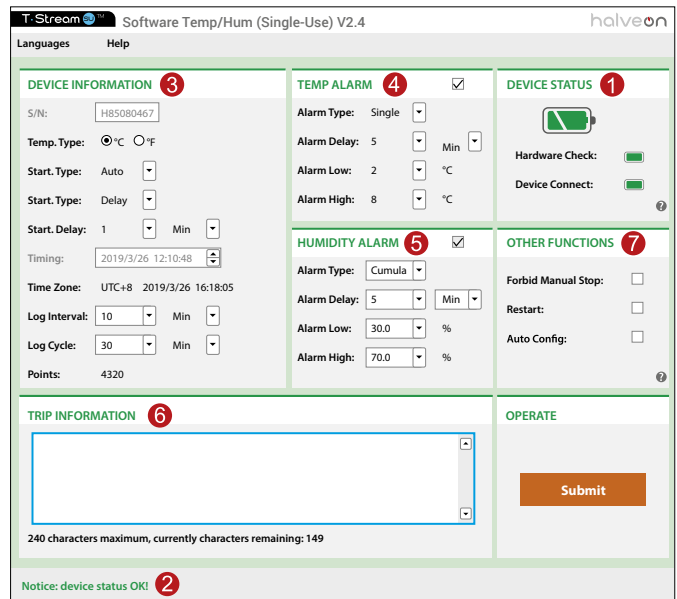 T-Stream SU ™ Software Temp/Hum (Single-Use) V2.4
halveon
Languages Help
DEVICE INFORMATION 3
S/N: H85080467
Temp. Type: °C °F
Start. Type: Auto
Start. Type: Delay
Start. Delay: 1 Min
Timing: 2019/3/26 12:10:48
Time Zone: UTC+8 2019/3/26 16:18:05
Log Interval: 10 Min
Log Cycle: 30 Min
Points: 4320
TEMP ALARM 4
Alarm Type: Single
Alarm Delay: 5 Min
Alarm Low: 2 °C
Alarm High: 8 °C
DEVICE STATUS 1
Hardware Check:
Device Connect:
?
HUMIDITY ALARM 5
Alarm Type: Cumula
Alarm Delay: 5 Min
Alarm Low: 30.0 %
Alarm High: 70.0 %
OTHER FUNCTIONS 7
Forbid Manual Stop:
Restart:
Auto Config:
?
TRIP INFORMATION 6
240 characters maximum, currently characters remaining: 149
OPERATE
Submit
Notice: device status OK! 2